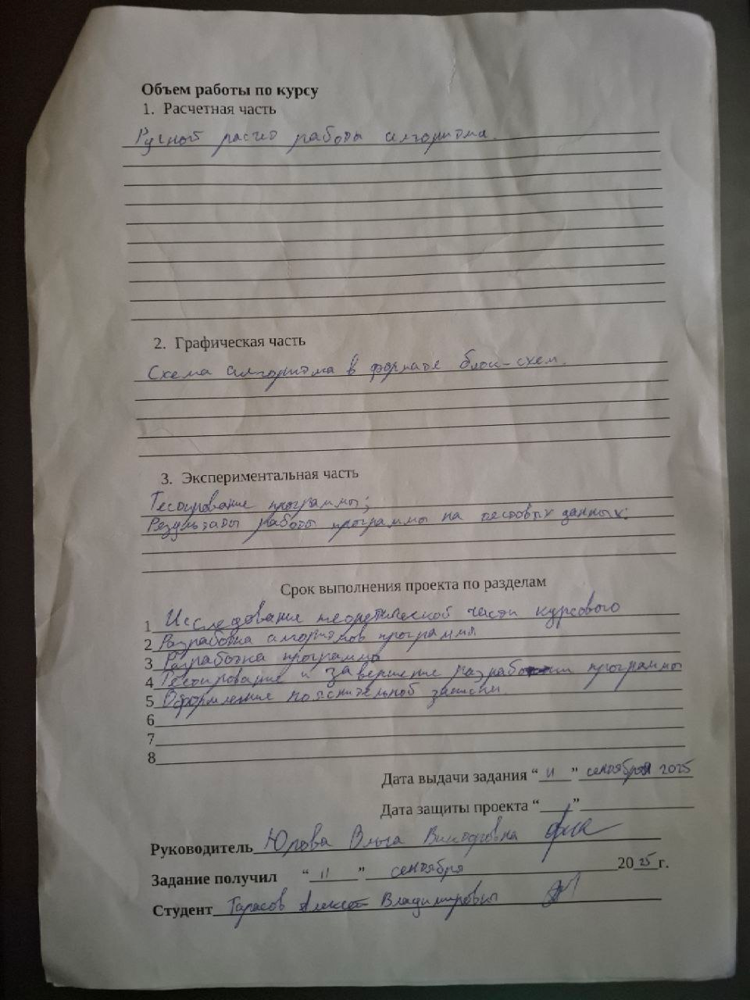 Объем работы по курсу
1. Расчетная часть
Ручной расчет работы алгоритма.
2. Графическая часть
Схема алгоритма в формате блок-схем.
3. Экспериментальная часть
Тестирование программы;
Результаты работы программы на тестовых данных.
Срок выполнения проекта по разделам
1 Исследование теоретической части курсового
2 Разработка алгоритмов программы
3 Разработка программы
4 Тестирование и завершение разработки программы
5 Оформление пояснительной записки.
6
7
8
Дата выдачи задания “ 11 ” сентября 2025
Дата защиты проекта “ ”
Руководитель Юрова Ольга Викторовна
Задание получил “ 11 ” сентября 20 25 г.
Студент Тарасов Алексей Владимирович